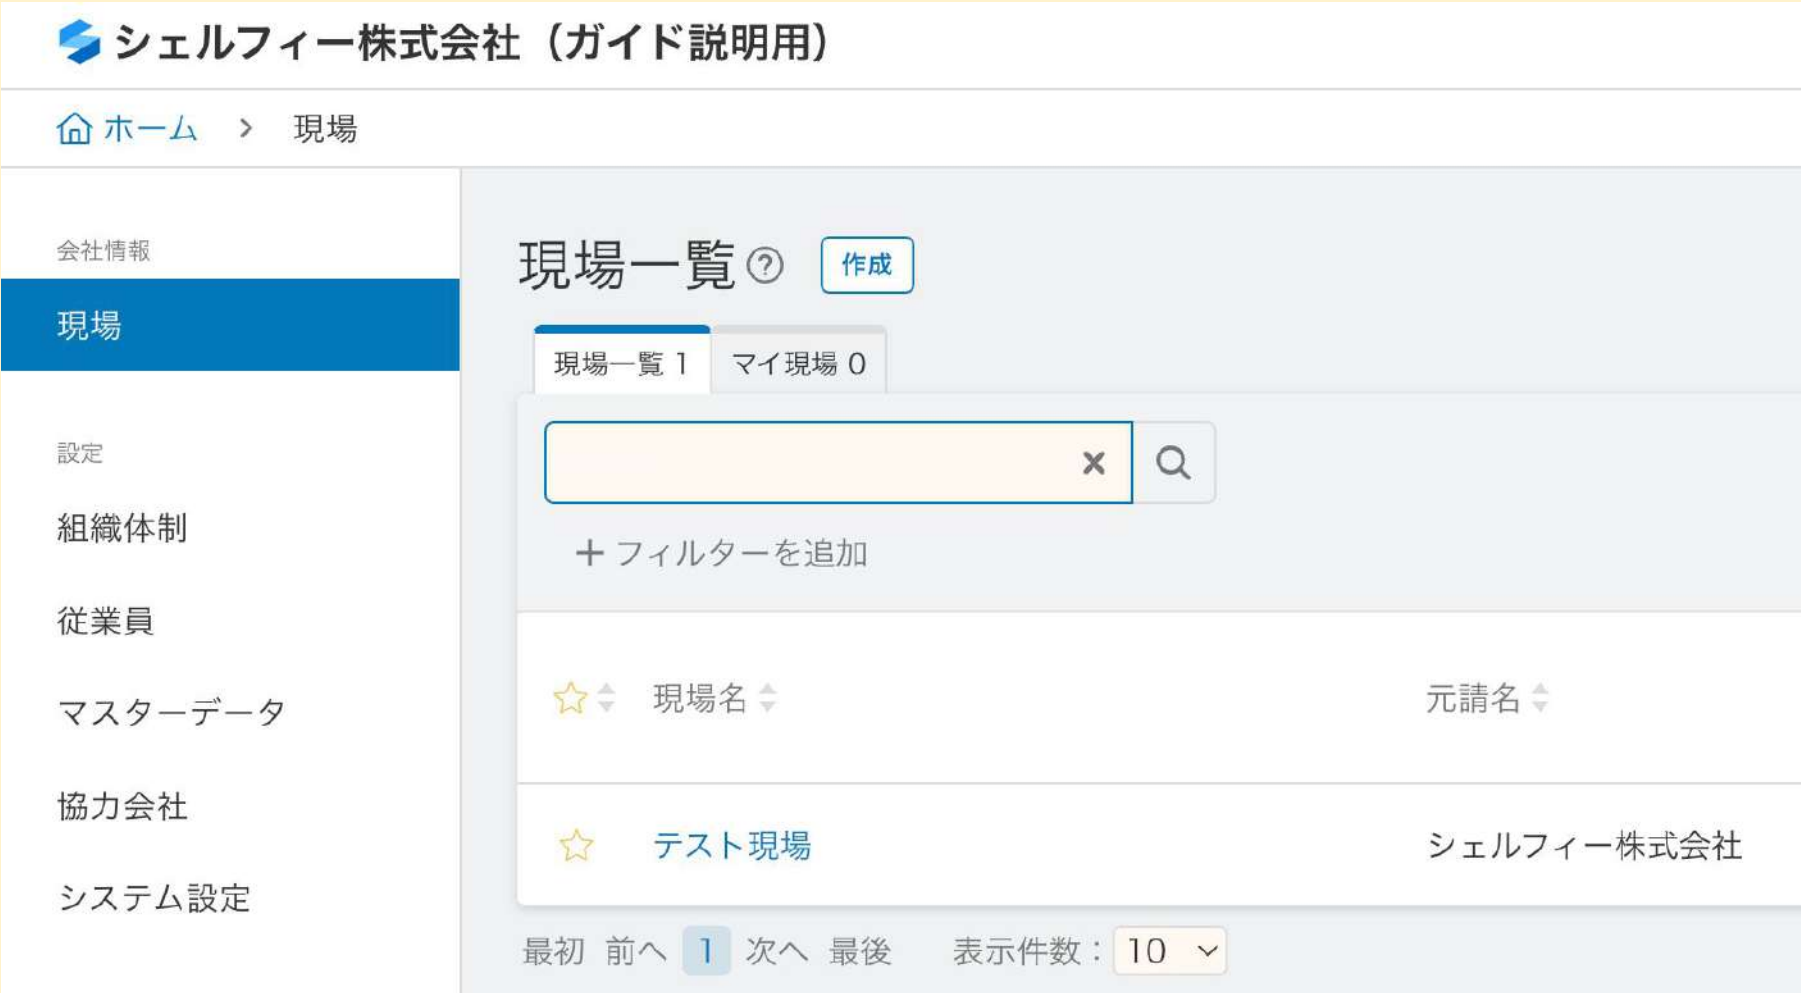 シェルフィー株式会社（ガイド説明用）
ホーム > 現場
会社情報
現場
設定
組織体制
従業員
マスターデータ
協力会社
システム設定
現場一覧 ? 作成
現場一覧 1 マイ現場 0
+ フィルターを追加
現場名 元請名
テスト現場 シェルフィー株式会社
最初 前へ 1 次へ 最後 表示件数： 10